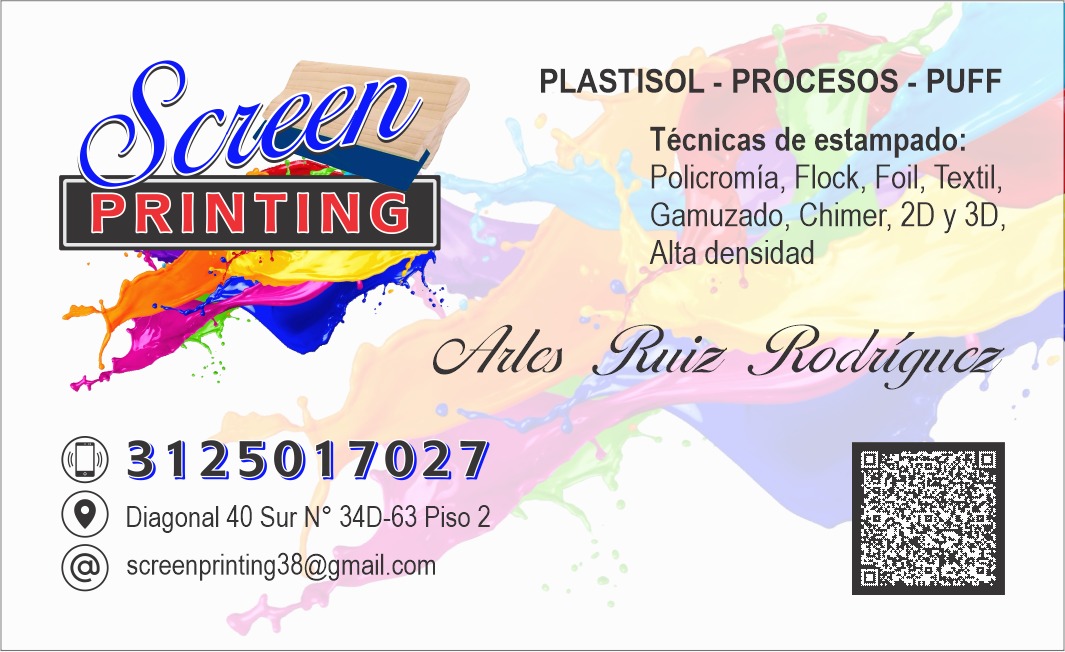 Screen
PRINTING
PLASTISOL - PROCESOS - PUFF
Técnicas de estampado:
Policromía, Flock, Foil, Textil,
Gamuzado, Chimer, 2D y 3D,
Alta densidad
Arles Ruiz Rodríguez
3125017027
Diagonal 40 Sur N° 34D-63 Piso 2
screenprinting38@gmail.com